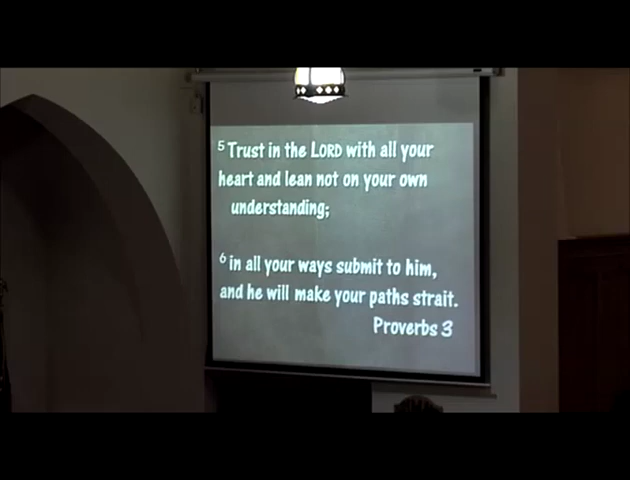 5 Trust in the LORD with all your
heart and lean not on your own
understanding;
6 in all your ways submit to him,
and he will make your paths strait.
Proverbs 3